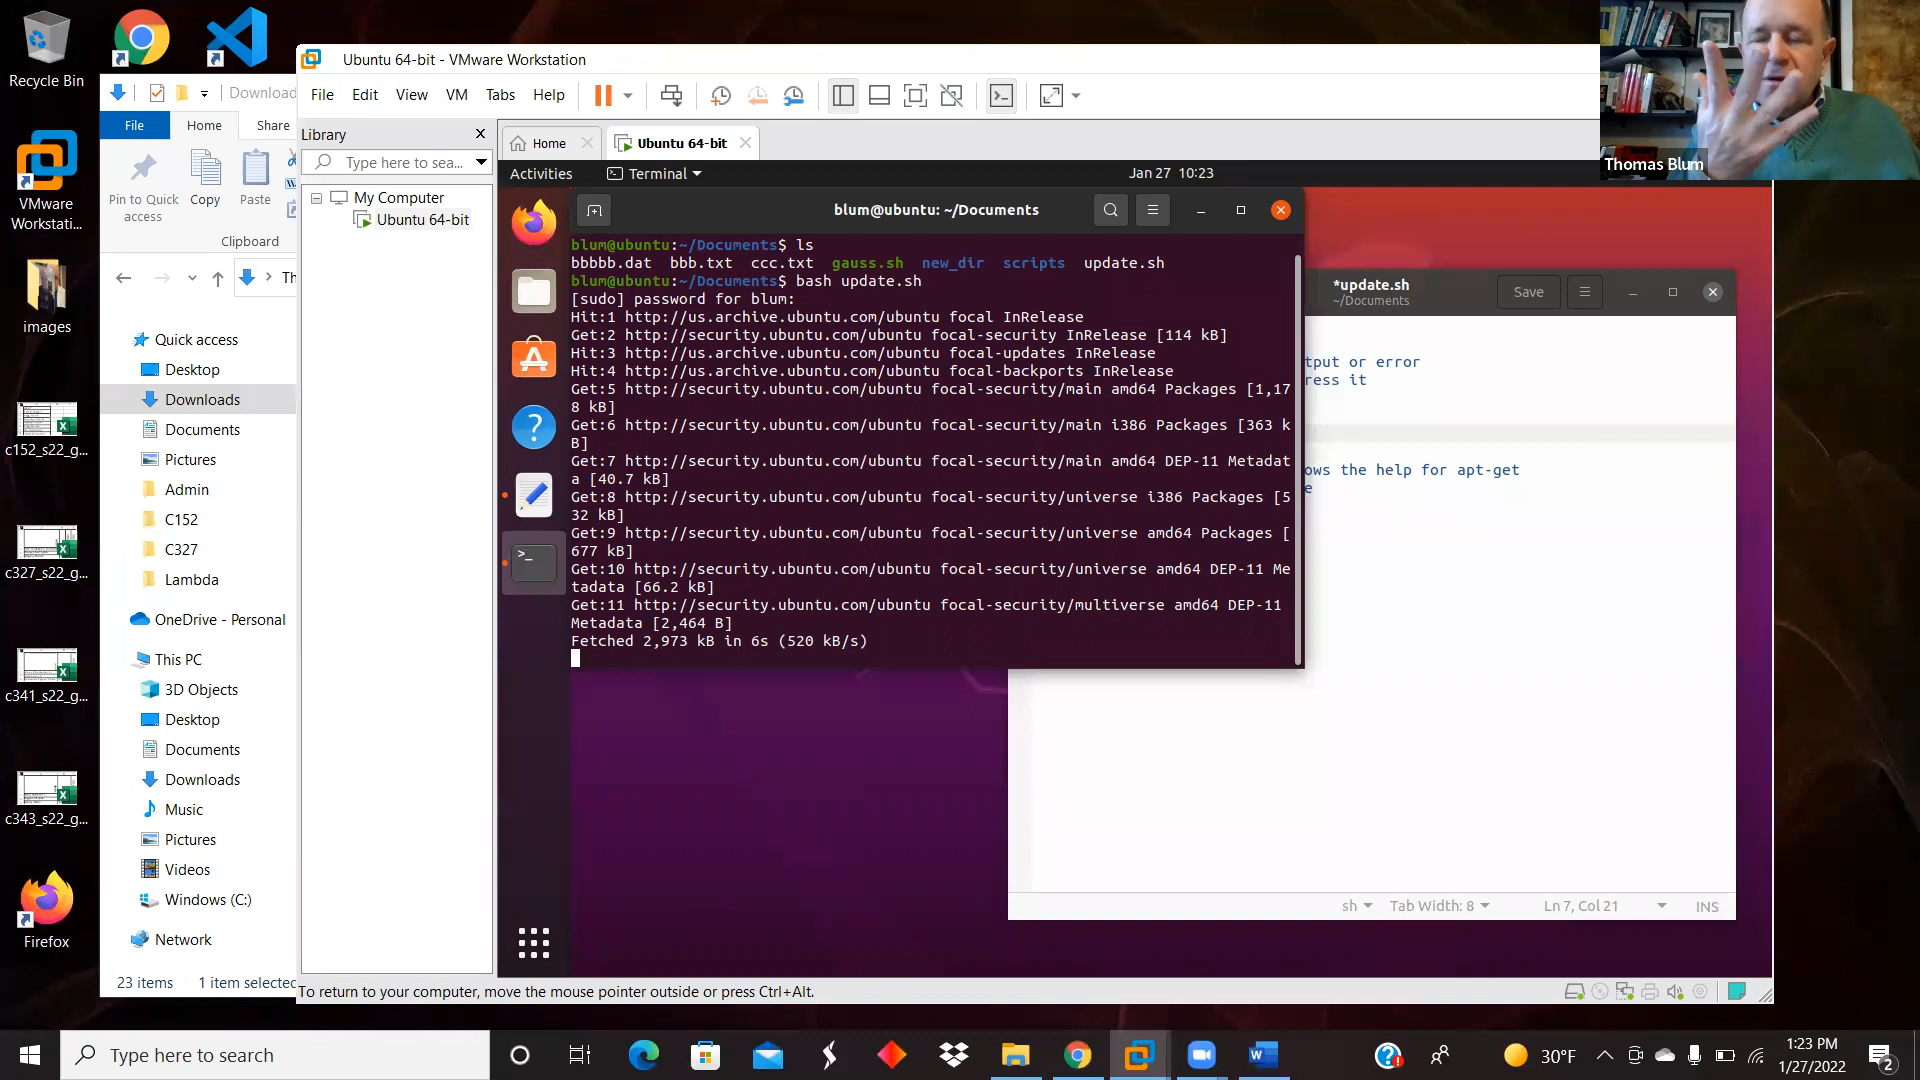 Recycle Bin
VMware
Workstati...
images
c152_s22_g...
c327_s22_g...
c341_s22_g...
c343_s22_g...
Firefox
Download
File
Home
Share
Pin to Quick
access
Copy
Paste
Clipboard
Th
Quick access
Desktop
Downloads
Documents
Pictures
Admin
C152
C327
Lambda
OneDrive - Personal
This PC
3D Objects
Desktop
Documents
Downloads
Music
Pictures
Videos
Windows (C:)
Network
23 items
1 item selected
Ubuntu 64-bit - VMware Workstation
File Edit View VM Tabs Help
Library
Type here to sea...
My Computer
Ubuntu 64-bit
Home
Ubuntu 64-bit
Activities
Terminal
Jan 27 10:23
Thomas Blum
blum@ubuntu: ~/Documents
blum@ubuntu:~/Documents$ ls
bbbbb.dat bbb.txt ccc.txt gauss.sh new_dir scripts update.sh
blum@ubuntu:~/Documents$ bash update.sh
[sudo] password for blum:
Hit:1 http://us.archive.ubuntu.com/ubuntu focal InRelease
Get:2 http://security.ubuntu.com/ubuntu focal-security InRelease [114 kB]
Hit:3 http://us.archive.ubuntu.com/ubuntu focal-updates InRelease
Hit:4 http://us.archive.ubuntu.com/ubuntu focal-backports InRelease
Get:5 http://security.ubuntu.com/ubuntu focal-security/main amd64 Packages [1,17
8 kB]
Get:6 http://security.ubuntu.com/ubuntu focal-security/main i386 Packages [363 k
B]
Get:7 http://security.ubuntu.com/ubuntu focal-security/main amd64 DEP-11 Metadat
a [40.7 kB]
Get:8 http://security.ubuntu.com/ubuntu focal-security/universe i386 Packages [5
32 kB]
Get:9 http://security.ubuntu.com/ubuntu focal-security/universe amd64 Packages [
677 kB]
Get:10 http://security.ubuntu.com/ubuntu focal-security/universe amd64 DEP-11 Me
tadata [66.2 kB]
Get:11 http://security.ubuntu.com/ubuntu focal-security/multiverse amd64 DEP-11
Metadata [2,464 B]
Fetched 2,973 kB in 6s (520 kB/s)
*update.sh
~/Documents
Save
tput or error
ress it
ows the help for apt-get
e
sh
Tab Width: 8
Ln 7, Col 21
INS
To return to your computer, move the mouse pointer outside or press Ctrl+Alt.
Type here to search
30°F
1:23 PM
1/27/2022
2